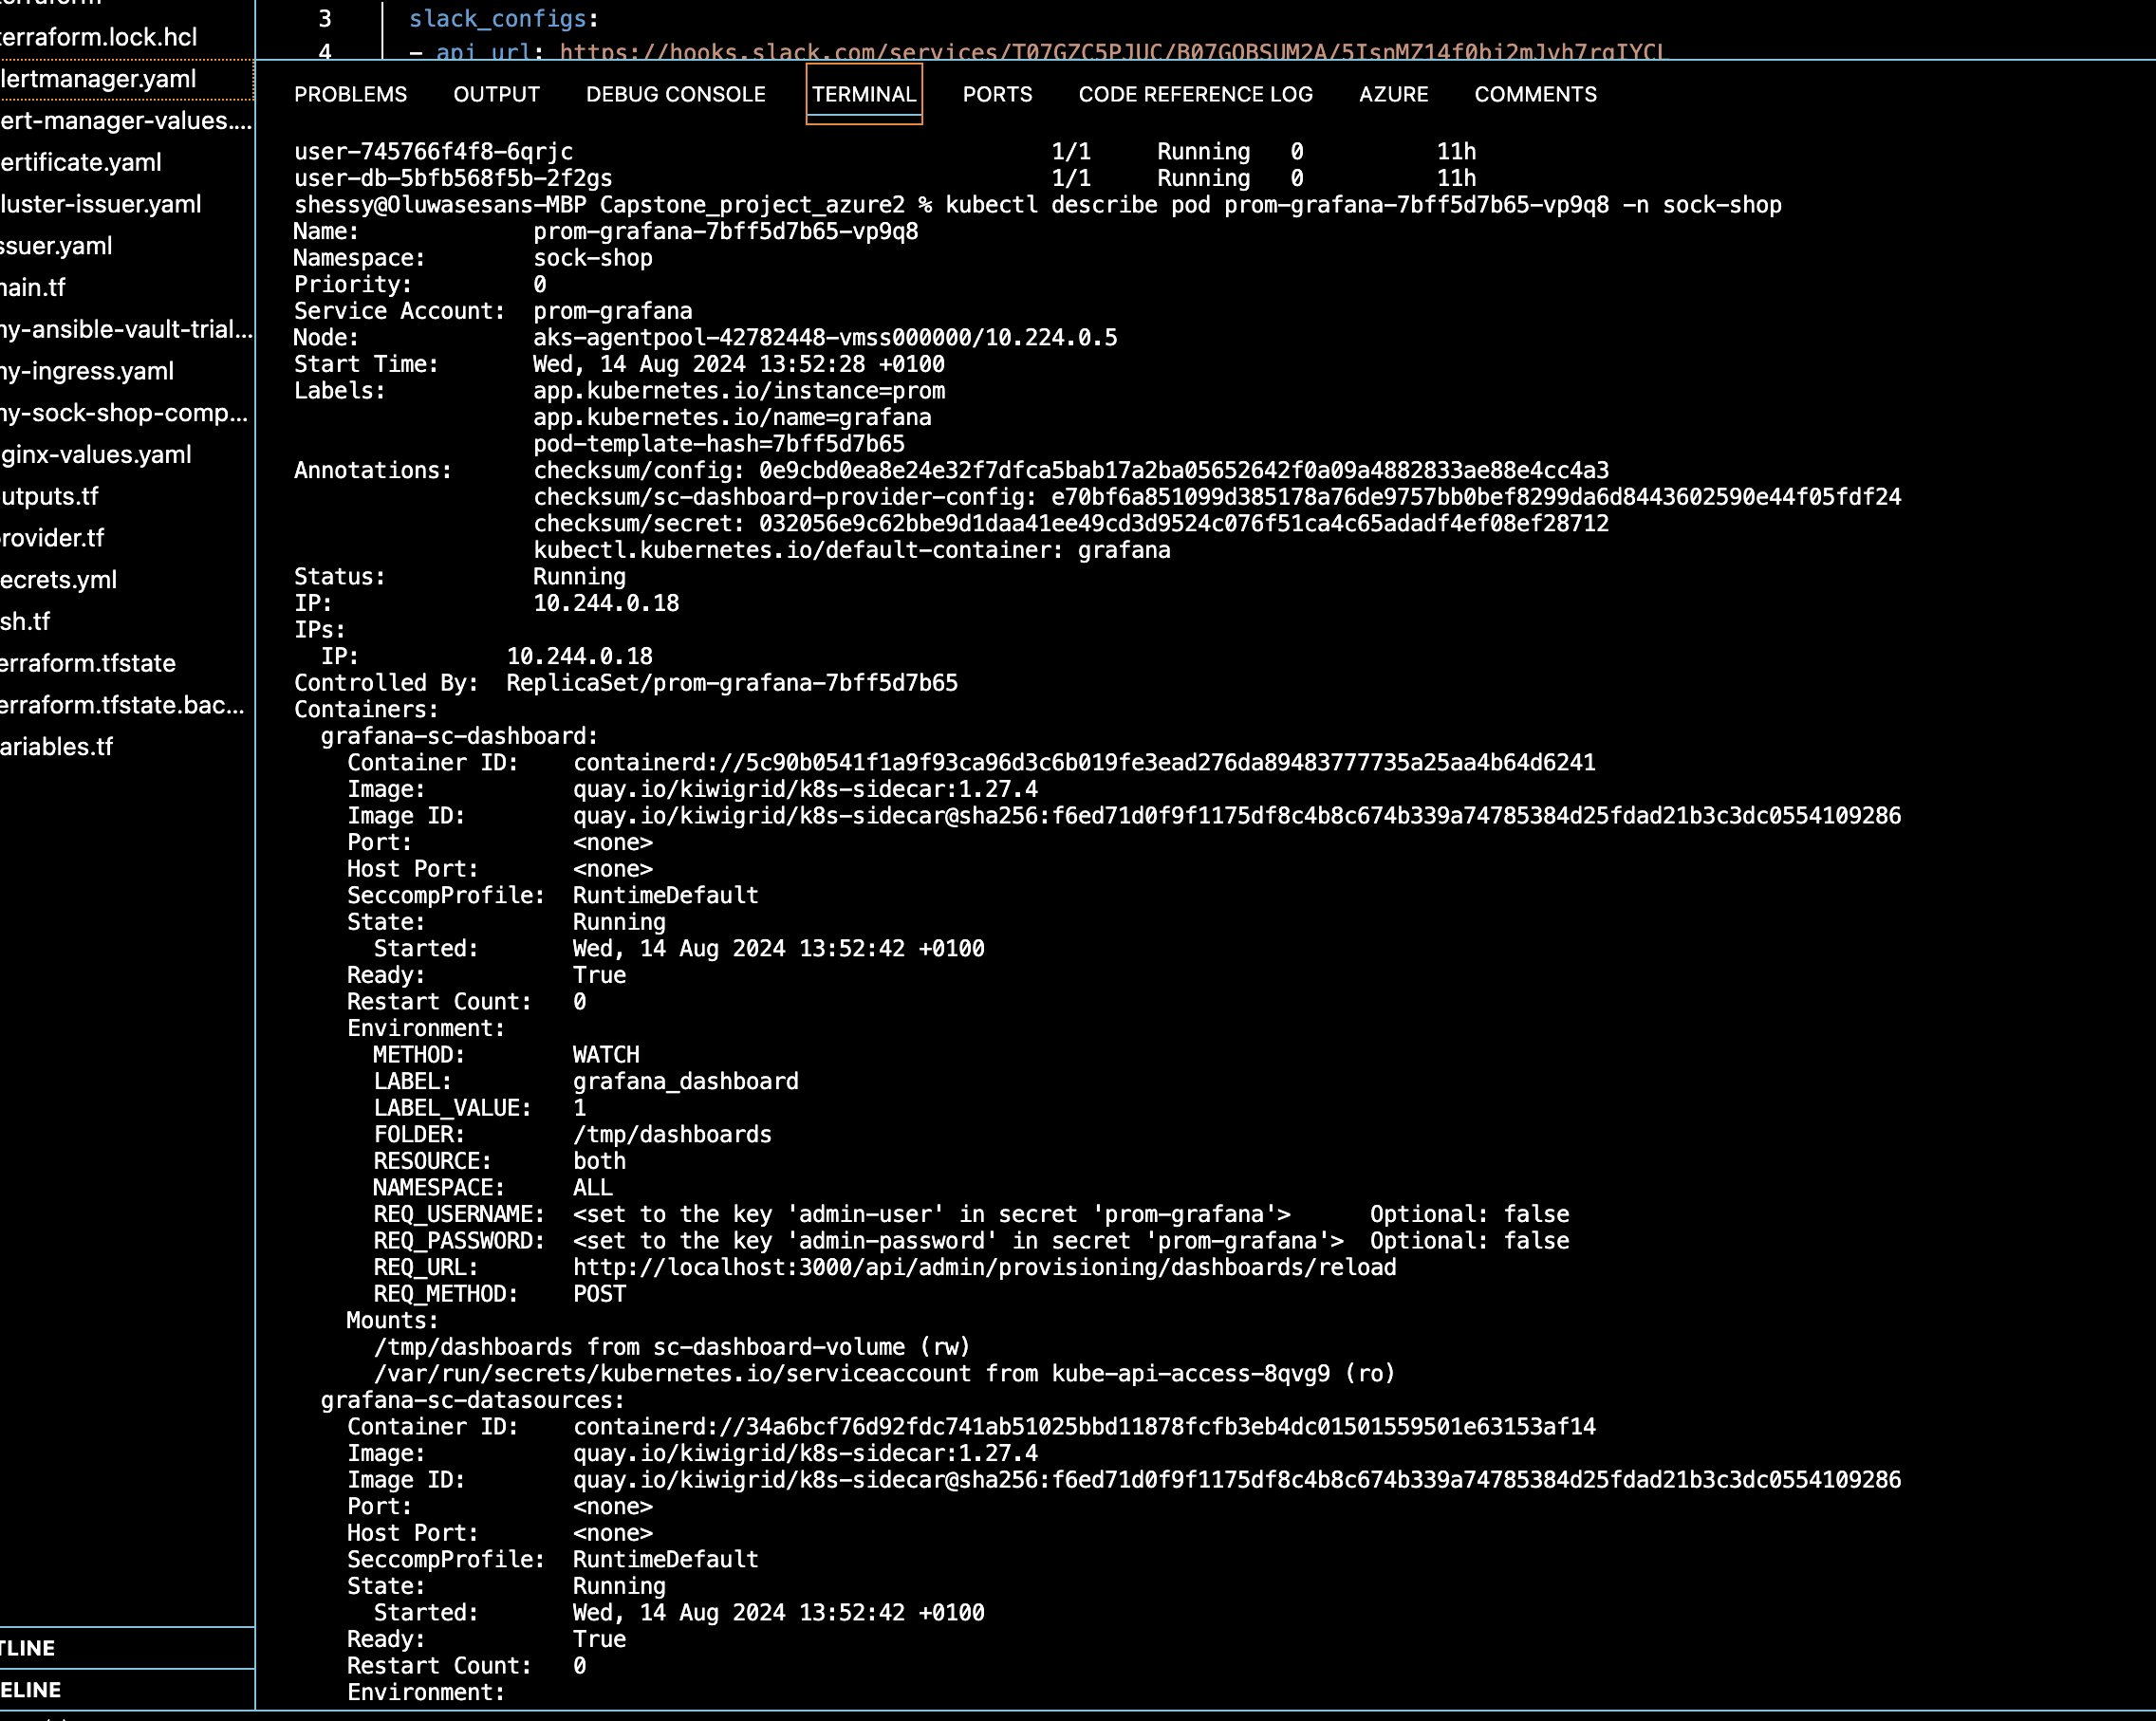 erraform
3 slack_configs:
erraform.lock.hcl
4 - api_url: https://hooks.slack.com/services/
lertmanager.yaml
PROBLEMS OUTPUT DEBUG CONSOLE TERMINAL PORTS CODE REFERENCE LOG AZURE COMMENTS
ert-manager-values....
ertificate.yaml
luster-issuer.yaml
ssuer.yaml
ain.tf
ny-ansible-vault-trial...
ny-ingress.yaml
ny-sock-shop-comp...
ginx-values.yaml
utputs.tf
rovider.tf
ecrets.yml
sh.tf
erraform.tfstate
erraform.tfstate.bac...
ariables.tf
TLINE
ELINE
user-745766f4f8-6qrjc 1/1 Running 0 11h
user-db-5bfb568f5b-2f2gs 1/1 Running 0 11h
shessy@Oluwasesans-MBP Capstone_project_azure2 % kubectl describe pod prom-grafana-7bff5d7b65-vp9q8 -n sock-shop
Name: prom-grafana-7bff5d7b65-vp9q8
Namespace: sock-shop
Priority: 0
Service Account: prom-grafana
Node: aks-agentpool-42782448-vmss000000/10.224.0.5
Start Time: Wed, 14 Aug 2024 13:52:28 +0100
Labels: app.kubernetes.io/instance=prom
app.kubernetes.io/name=grafana
pod-template-hash=7bff5d7b65
Annotations: checksum/config: 0e9cbd0ea8e24e32f7dfca5bab17a2ba05652642f0a09a4882833ae88e4cc4a3
checksum/sc-dashboard-provider-config: e70bf6a851099d385178a76de9757bb0bef8299da6d8443602590e44f05fdf24
checksum/secret: 032056e9c62bbe9d1daa41ee49cd3d9524c076f51ca4c65adadf4ef08ef28712
kubectl.kubernetes.io/default-container: grafana
Status: Running
IP: 10.244.0.18
IPs:
IP: 10.244.0.18
Controlled By: ReplicaSet/prom-grafana-7bff5d7b65
Containers:
grafana-sc-dashboard:
Container ID: containerd://5c90b0541f1a9f93ca96d3c6b019fe3ead276da89483777735a25aa4b64d6241
Image: quay.io/kiwigrid/k8s-sidecar:1.27.4
Image ID: quay.io/kiwigrid/k8s-sidecar@sha256:f6ed71d0f9f1175df8c4b8c674b339a74785384d25fdad21b3c3dc0554109286
Port: <none>
Host Port: <none>
SeccompProfile: RuntimeDefault
State: Running
Started: Wed, 14 Aug 2024 13:52:42 +0100
Ready: True
Restart Count: 0
Environment:
METHOD: WATCH
LABEL: grafana_dashboard
LABEL_VALUE: 1
FOLDER: /tmp/dashboards
RESOURCE: both
NAMESPACE: ALL
REQ_USERNAME: <set to the key 'admin-user' in secret 'prom-grafana'> Optional: false
REQ_PASSWORD: <set to the key 'admin-password' in secret 'prom-grafana'> Optional: false
REQ_URL: http://localhost:3000/api/admin/provisioning/dashboards/reload
REQ_METHOD: POST
Mounts:
/tmp/dashboards from sc-dashboard-volume (rw)
/var/run/secrets/kubernetes.io/serviceaccount from kube-api-access-8qvg9 (ro)
grafana-sc-datasources:
Container ID: containerd://34a6bcf76d92fdc741ab51025bbd11878fcfb3eb4dc01501559501e63153af14
Image: quay.io/kiwigrid/k8s-sidecar:1.27.4
Image ID: quay.io/kiwigrid/k8s-sidecar@sha256:f6ed71d0f9f1175df8c4b8c674b339a74785384d25fdad21b3c3dc0554109286
Port: <none>
Host Port: <none>
SeccompProfile: RuntimeDefault
State: Running
Started: Wed, 14 Aug 2024 13:52:42 +0100
Ready: True
Restart Count: 0
Environment: